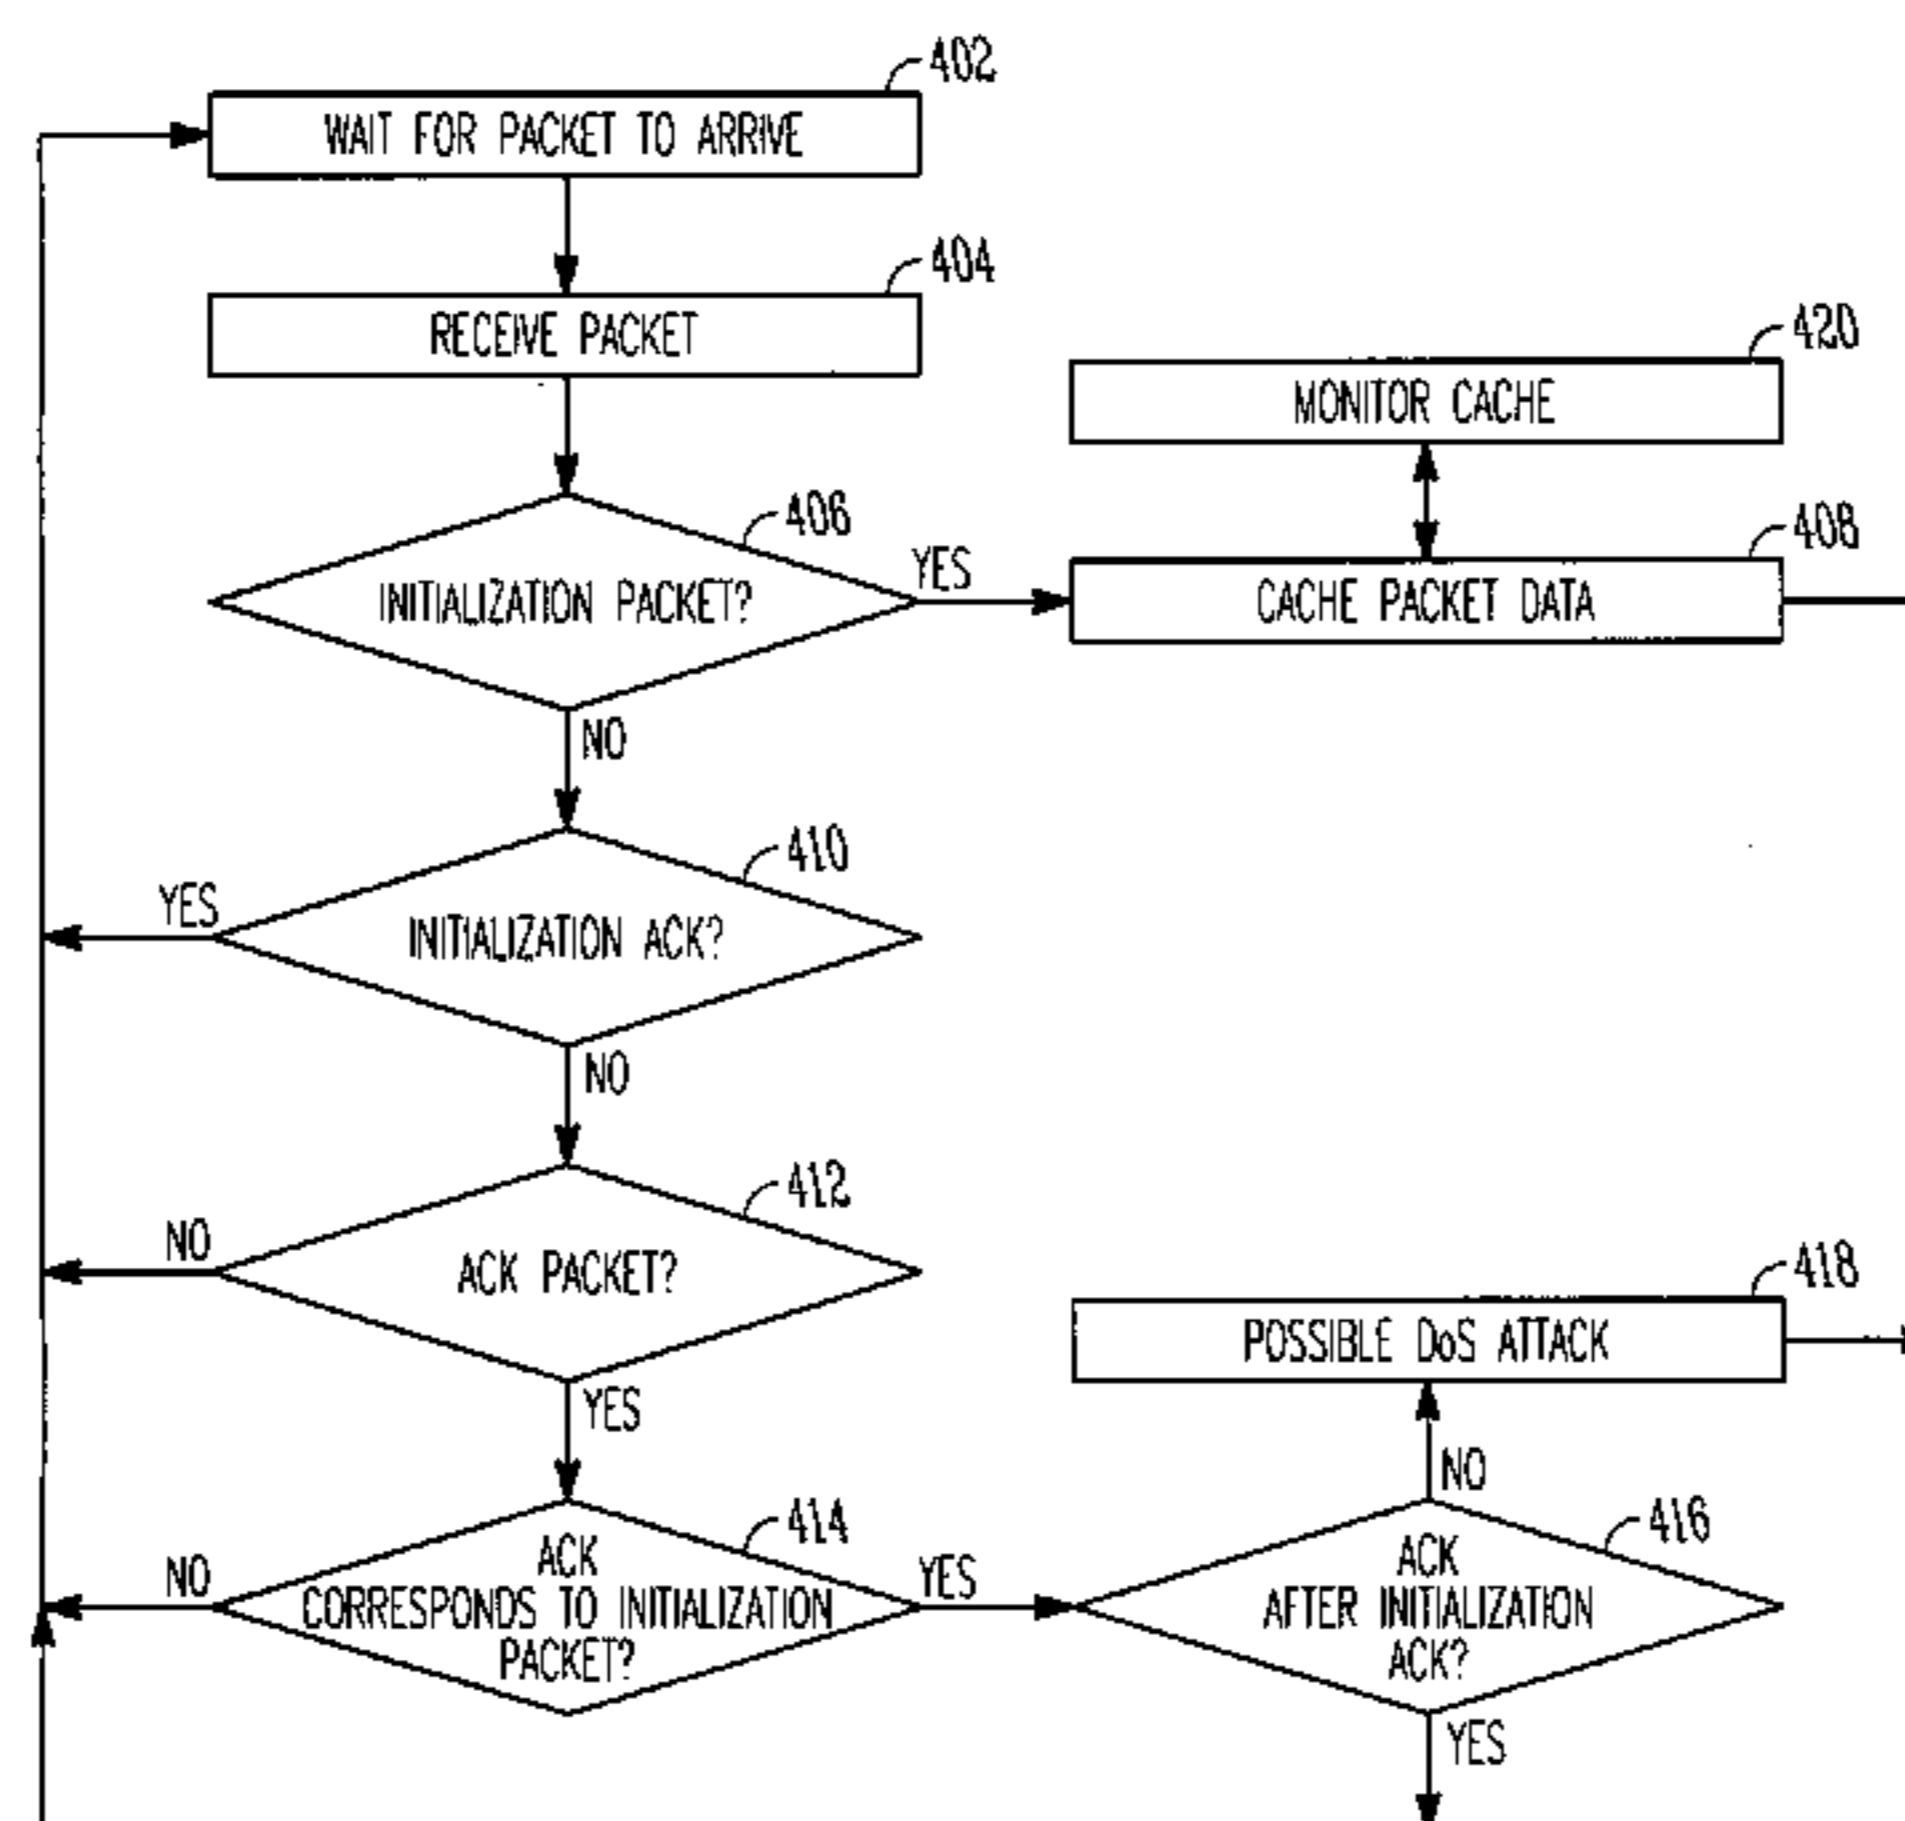 402
WAIT FOR PACKET TO ARRIVE
404
RECEIVE PACKET
420
MONITOR CACHE
406
INITIALIZATION PACKET?
YES
408
CACHE PACKET DATA
NO
410
YES
INITIALIZATION ACK?
NO
412
NO
ACK PACKET?
418
POSSIBLE DoS ATTACK
YES
NO
414
NO
ACK
CORRESPONDS TO INITIALIZATION
PACKET?
YES
416
ACK
AFTER INITIALIZATION
ACK?
YES